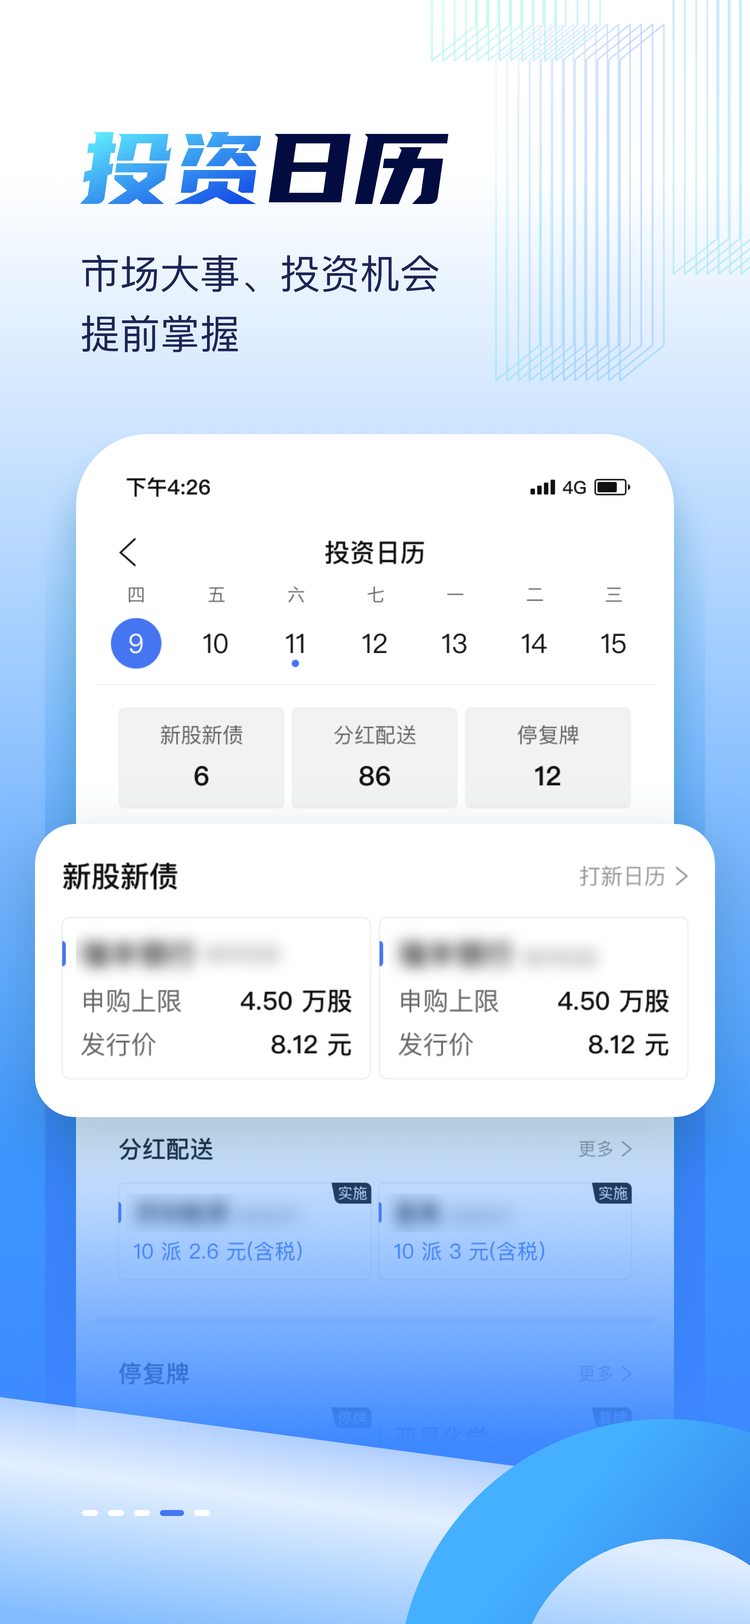 投资日历
市场大事、投资机会
提前掌握
下午4:26
4G
投资日历
四 五 六 七 一 二 三
9 10 11 12 13 14 15
新股新债 分红配送 停复牌
6 86 12
新股新债 打新日历
申购上限 4.50 万股 申购上限 4.50 万股
发行价 8.12 元 发行价 8.12 元
分红配送 更多
实施 实施
10 派 2.6 元(含税) 10 派 3 元(含税)
停复牌 更多
停牌 复牌